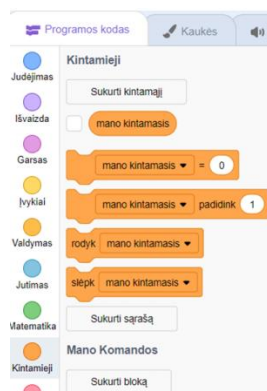 Programos kodas
Kaukės
Judėjimas
Išvaizda
Garsas
Įvykiai
Valdymas
Jutimas
Matematika
Kintamieji
Kintamieji
Sukurti kintamąjį
mano kintamasis
mano kintamasis = 0
mano kintamasis padidink 1
rodyk mano kintamasis
slėpk mano kintamasis
Sukurti sąrašą
Mano Komandos
Sukurti bloką